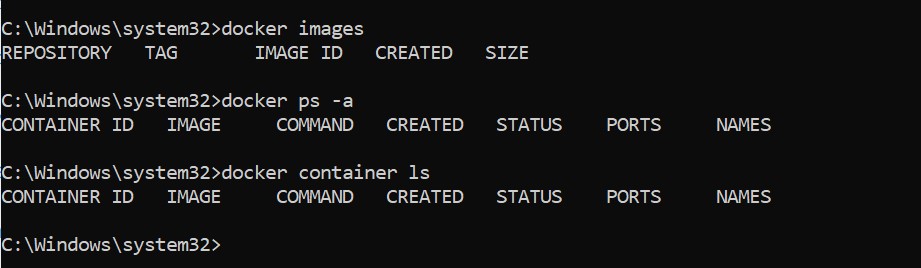 C:\Windows\system32>docker images
REPOSITORY   TAG       IMAGE ID   CREATED   SIZE
C:\Windows\system32>docker ps -a
CONTAINER ID   IMAGE     COMMAND   CREATED   STATUS    PORTS     NAMES
C:\Windows\system32>docker container ls
CONTAINER ID   IMAGE     COMMAND   CREATED   STATUS    PORTS     NAMES
C:\Windows\system32>